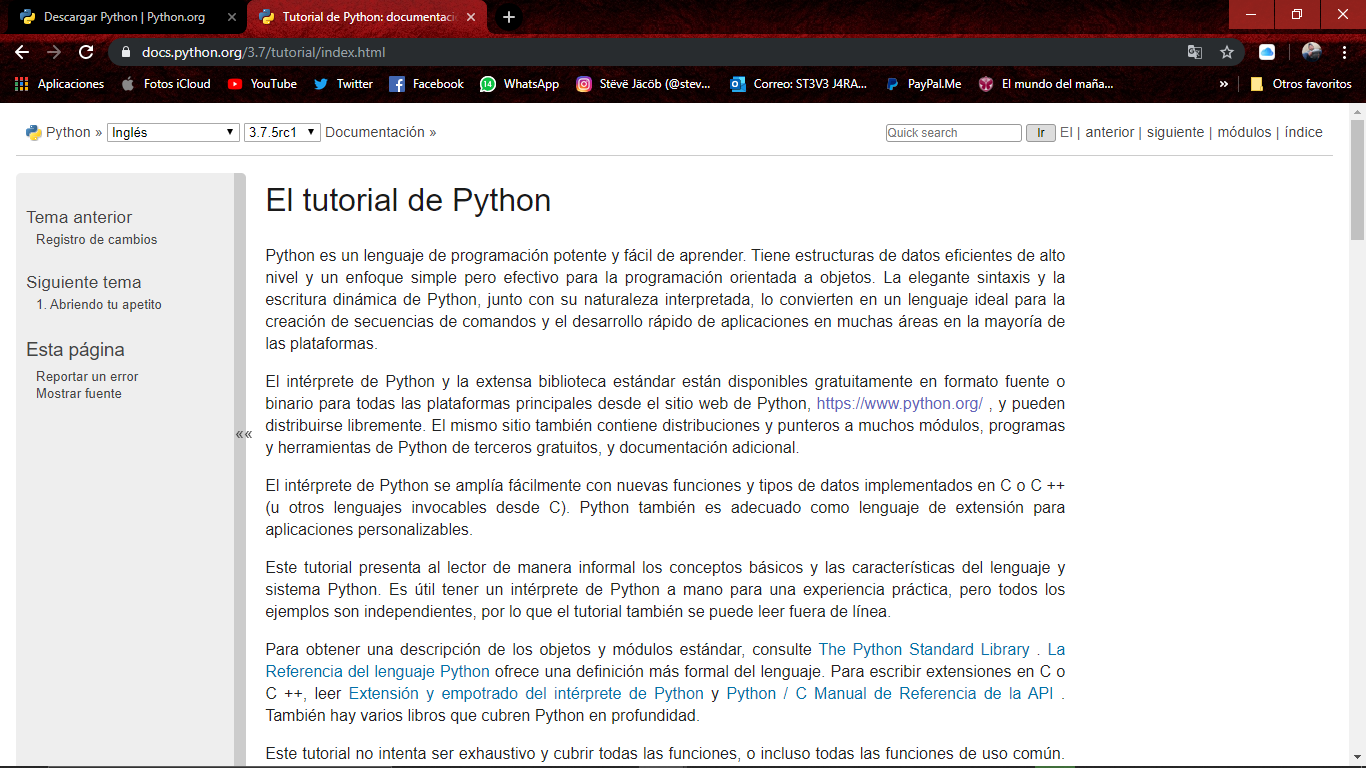 Descargar Python | Python.org
Tutorial de Python: documentació
docs.python.org/3.7/tutorial/index.html
Aplicaciones Fotos iCloud YouTube Twitter Facebook 14 WhatsApp Stëvë Jäcöb (@stev... Correo: ST3V3 J4RA... PayPal.Me El mundo del maña... » Otros favoritos
Python » Inglés 3.7.5rc1 Documentación » Quick search Ir El | anterior | siguiente | módulos | índice
Tema anterior
Registro de cambios
Siguiente tema
1. Abriendo tu apetito
Esta página
Reportar un error
Mostrar fuente
««
El tutorial de Python
Python es un lenguaje de programación potente y fácil de aprender. Tiene estructuras de datos eficientes de alto
nivel y un enfoque simple pero efectivo para la programación orientada a objetos. La elegante sintaxis y la
escritura dinámica de Python, junto con su naturaleza interpretada, lo convierten en un lenguaje ideal para la
creación de secuencias de comandos y el desarrollo rápido de aplicaciones en muchas áreas en la mayoría de
las plataformas.
El intérprete de Python y la extensa biblioteca estándar están disponibles gratuitamente en formato fuente o
binario para todas las plataformas principales desde el sitio web de Python, https://www.python.org/ , y pueden
distribuirse libremente. El mismo sitio también contiene distribuciones y punteros a muchos módulos, programas
y herramientas de Python de terceros gratuitos, y documentación adicional.
El intérprete de Python se amplía fácilmente con nuevas funciones y tipos de datos implementados en C o C ++
(u otros lenguajes invocables desde C). Python también es adecuado como lenguaje de extensión para
aplicaciones personalizables.
Este tutorial presenta al lector de manera informal los conceptos básicos y las características del lenguaje y
sistema Python. Es útil tener un intérprete de Python a mano para una experiencia práctica, pero todos los
ejemplos son independientes, por lo que el tutorial también se puede leer fuera de línea.
Para obtener una descripción de los objetos y módulos estándar, consulte The Python Standard Library . La
Referencia del lenguaje Python ofrece una definición más formal del lenguaje. Para escribir extensiones en C o
C ++, leer Extensión y empotrado del intérprete de Python y Python / C Manual de Referencia de la API .
También hay varios libros que cubren Python en profundidad.
Este tutorial no intenta ser exhaustivo y cubrir todas las funciones, o incluso todas las funciones de uso común.